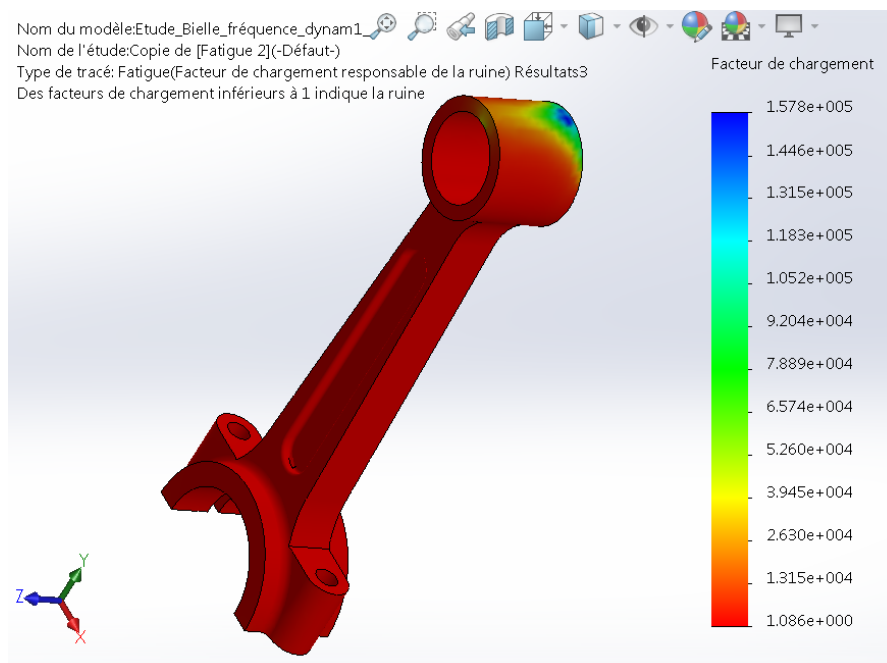 Nom du modèle:Etude_Bielle_fréquence_dynam1_
Nom de l'étude:Copie de [Fatigue 2](-Défaut-)
Type de tracé: Fatigue(Facteur de chargement responsable de la ruine) Résultats3
Des facteurs de chargement inférieurs à 1 indique la ruine
Facteur de chargement
1.578e+005
1.446e+005
1.315e+005
1.183e+005
1.052e+005
9.204e+004
7.889e+004
6.574e+004
5.260e+004
3.945e+004
2.630e+004
1.315e+004
1.086e+000
Y
Z
X